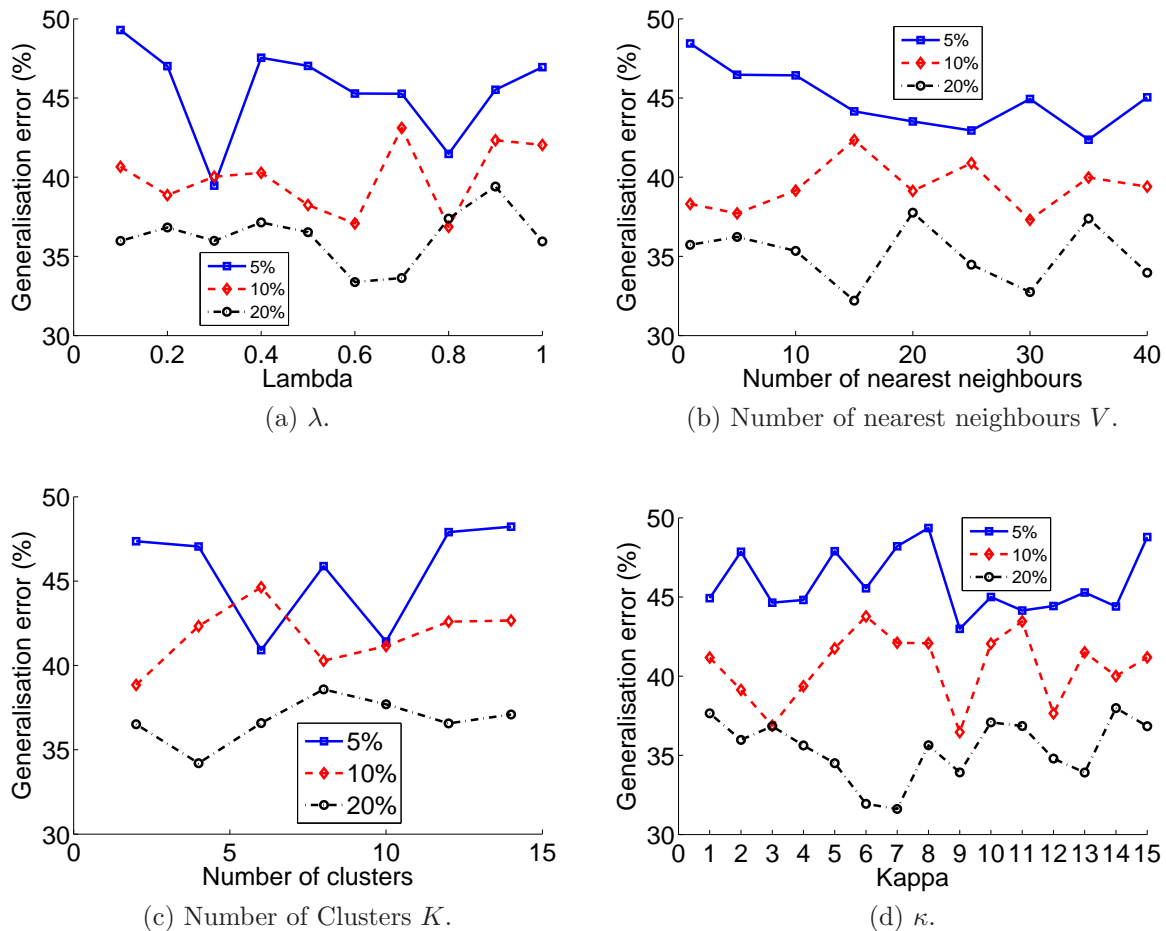 50
45
40
35
30
Generalisation error (%)
5%
10%
20%
0 0.2 0.4 0.6 0.8 1
Lambda
(a) λ.
50
45
40
35
30
Generalisation error (%)
5%
10%
20%
0 10 20 30 40
Number of nearest neighbours
(b) Number of nearest neighbours V.
50
45
40
35
30
Generalisation error (%)
5%
10%
20%
0 5 10 15
Number of clusters
(c) Number of Clusters K.
50
45
40
35
30
Generalisation error (%)
5%
10%
20%
0 1 2 3 4 5 6 7 8 9 10 11 12 13 14 15
Kappa
(d) κ.